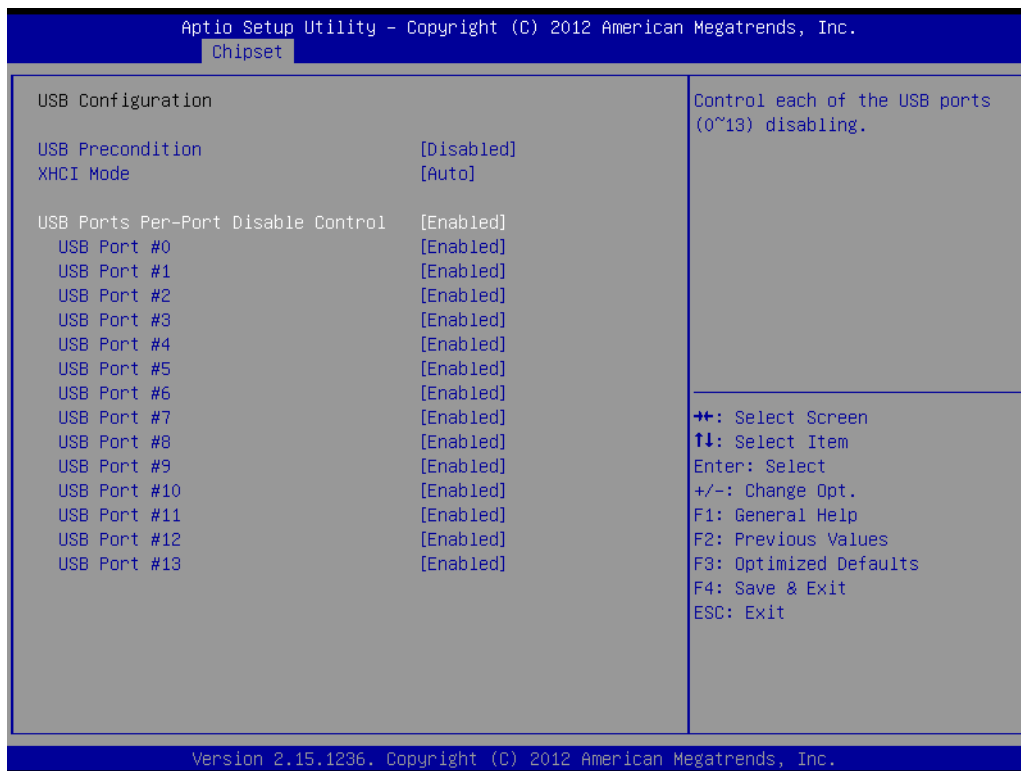 Aptio Setup Utility – Copyright (C) 2012 American Megatrends, Inc.
Chipset
USB Configuration
USB Precondition [Disabled]
XHCI Mode [Auto]
USB Ports Per-Port Disable Control [Enabled]
USB Port #0 [Enabled]
USB Port #1 [Enabled]
USB Port #2 [Enabled]
USB Port #3 [Enabled]
USB Port #4 [Enabled]
USB Port #5 [Enabled]
USB Port #6 [Enabled]
USB Port #7 [Enabled]
USB Port #8 [Enabled]
USB Port #9 [Enabled]
USB Port #10 [Enabled]
USB Port #11 [Enabled]
USB Port #12 [Enabled]
USB Port #13 [Enabled]
Control each of the USB ports
(0~13) disabling.
→←: Select Screen
↑↓: Select Item
Enter: Select
+/-: Change Opt.
F1: General Help
F2: Previous Values
F3: Optimized Defaults
F4: Save & Exit
ESC: Exit
Version 2.15.1236. Copyright (C) 2012 American Megatrends, Inc.